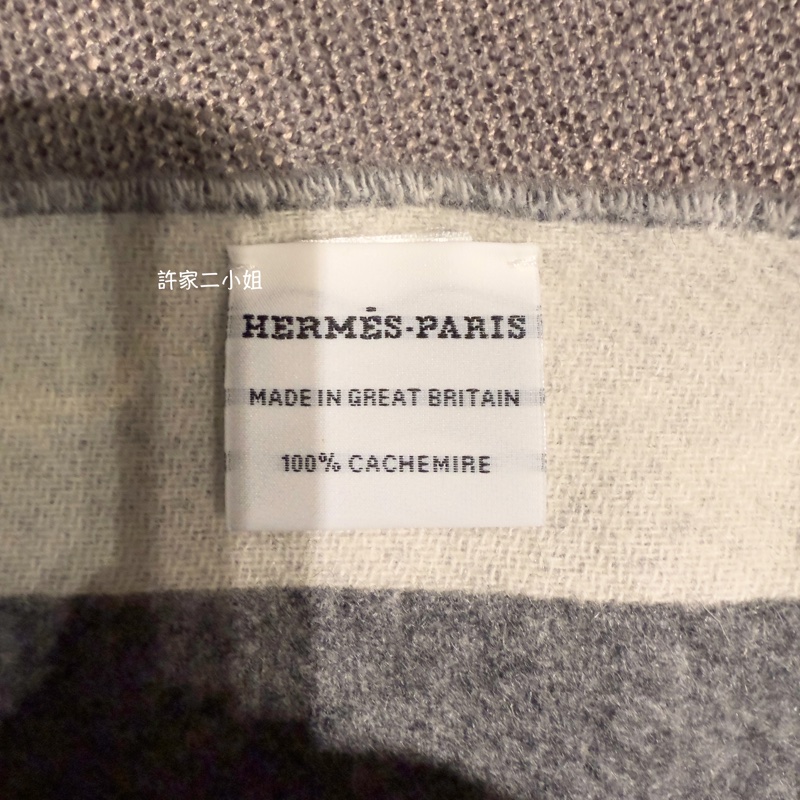 許家二小姐
HERMÈS-PARIS
MADE IN GREAT BRITAIN
100% CACHEMIRE